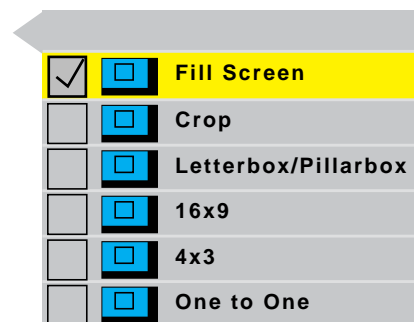 Fill Screen
Crop
Letterbox/Pillarbox
16x9
4x3
One to One